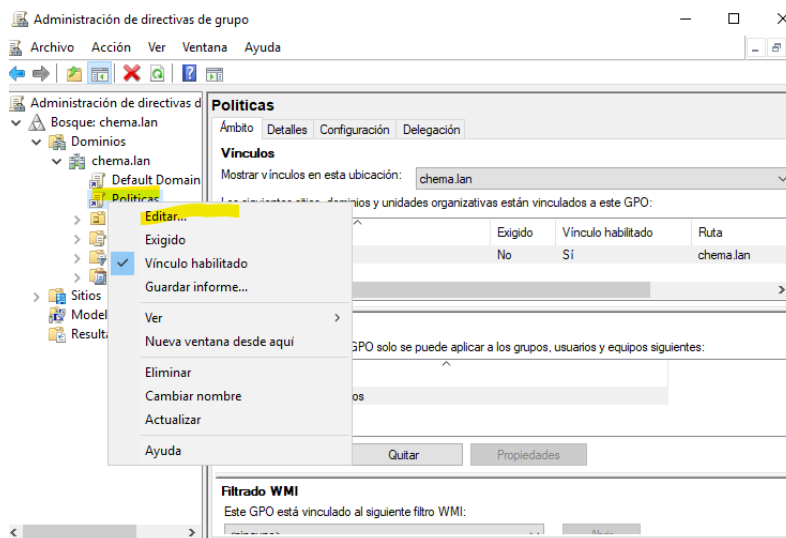 Administración de directivas de grupo
Archivo Acción Ver Ventana Ayuda
Administración de directivas d
Bosque: chema.lan
Dominios
chema.lan
Default Domain
Politicas
Sitios
Model
Result
Editar...
Exigido
Vínculo habilitado
Guardar informe...
Ver
Nueva ventana desde aquí
Eliminar
Cambiar nombre
Actualizar
Ayuda
Politicas
Ámbito Detalles Configuración Delegación
Vínculos
Mostrar vínculos en esta ubicación: chema.lan
Los siguientes sitios, dominios y unidades organizativas están vinculados a este GPO:
Exigido Vínculo habilitado Ruta
No Sí chema.lan
GPO solo se puede aplicar a los grupos, usuarios y equipos siguientes:
os
Quitar Propiedades
Filtrado WMI
Este GPO está vinculado al siguiente filtro WMI: